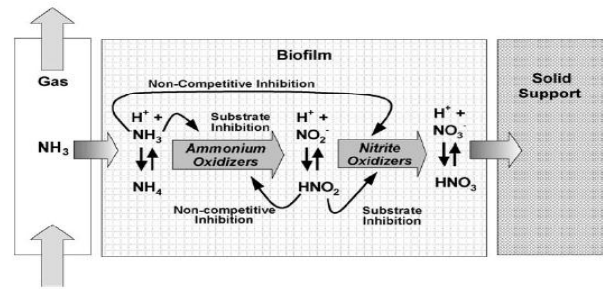 Biofilm
Gas
Solid
Support
Non-Competitive Inhibition
H+ +
NH3
Substrate
Inhibition
H+ +
NO2-
H+ +
NO3-
NH3
Ammonium
Oxidizers
Nitrite
Oxidizers
NH4
HNO2
HNO3
Non-competitive
Inhibition
Substrate
Inhibition